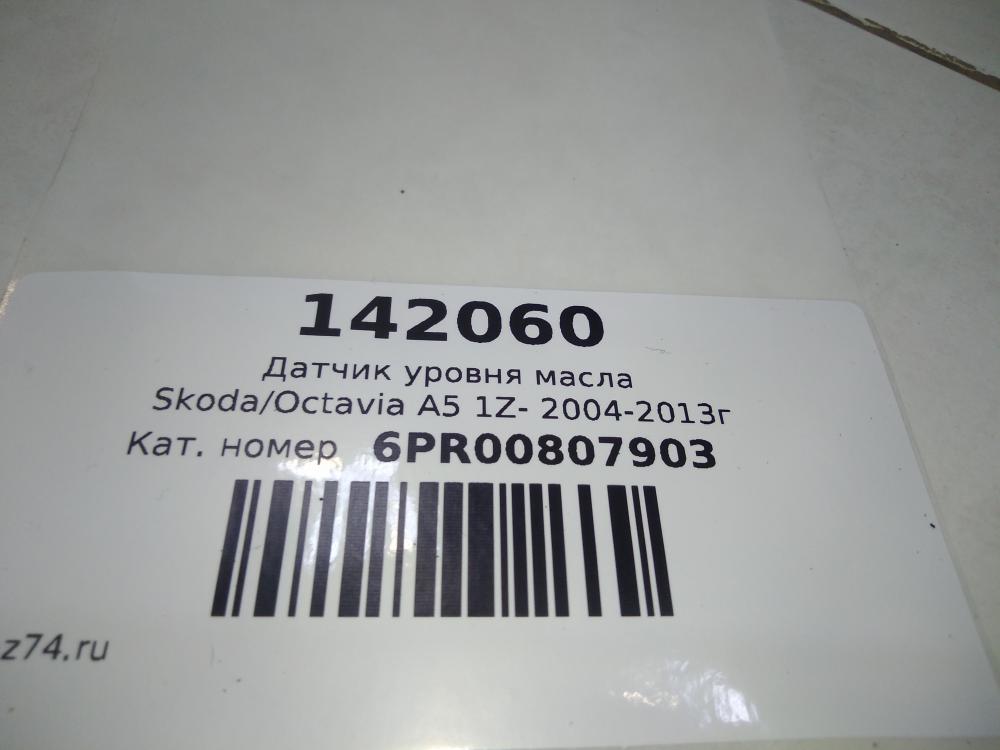 142060
Датчик уровня масла
Skoda/Octavia A5 1Z- 2004-2013г
Кат. номер 6PR00807903
z74.ru